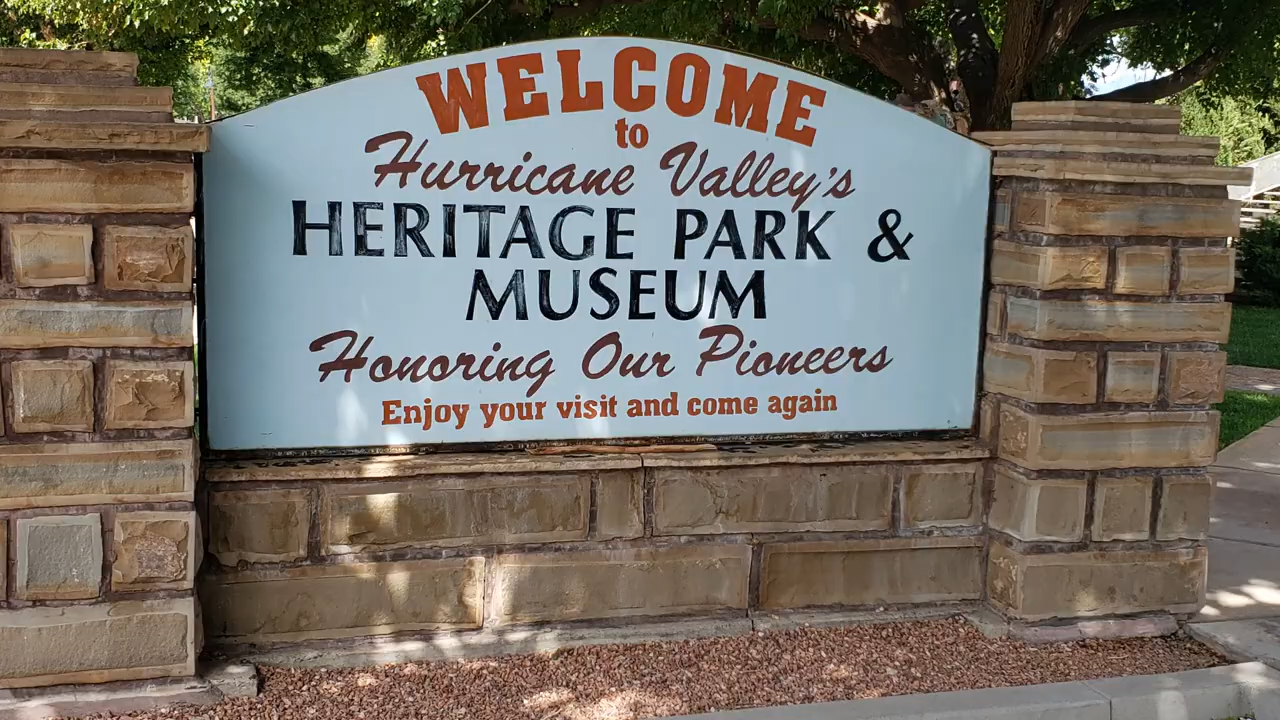 WELCOME
to
Hurricane Valley's
HERITAGE PARK &
MUSEUM
Honoring Our Pioneers
Enjoy your visit and come again